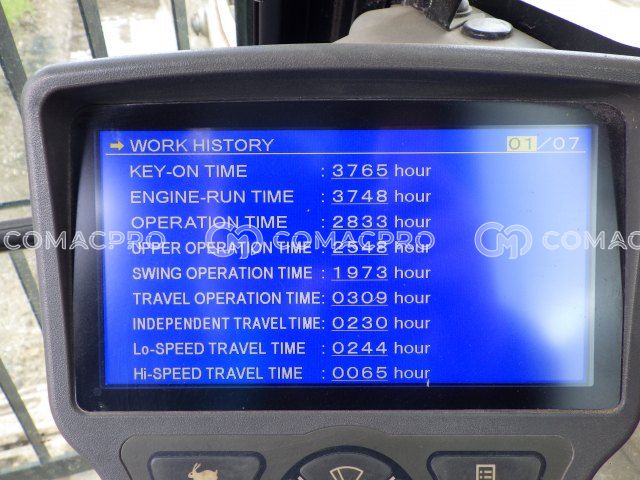 WORK HISTORY 01/07
KEY-ON TIME : 3765 hour
ENGINE-RUN TIME : 3748 hour
OPERATION TIME : 2833 hour
UPPER OPERATION TIME : 2548 hour
SWING OPERATION TIME : 1973 hour
TRAVEL OPERATION TIME: 0309 hour
INDEPENDENT TRAVEL TIME: 0230 hour
Lo-SPEED TRAVEL TIME : 0244 hour
Hi-SPEED TRAVEL TIME : 0065 hour
COMACPRO COMACPRO COMACPRO